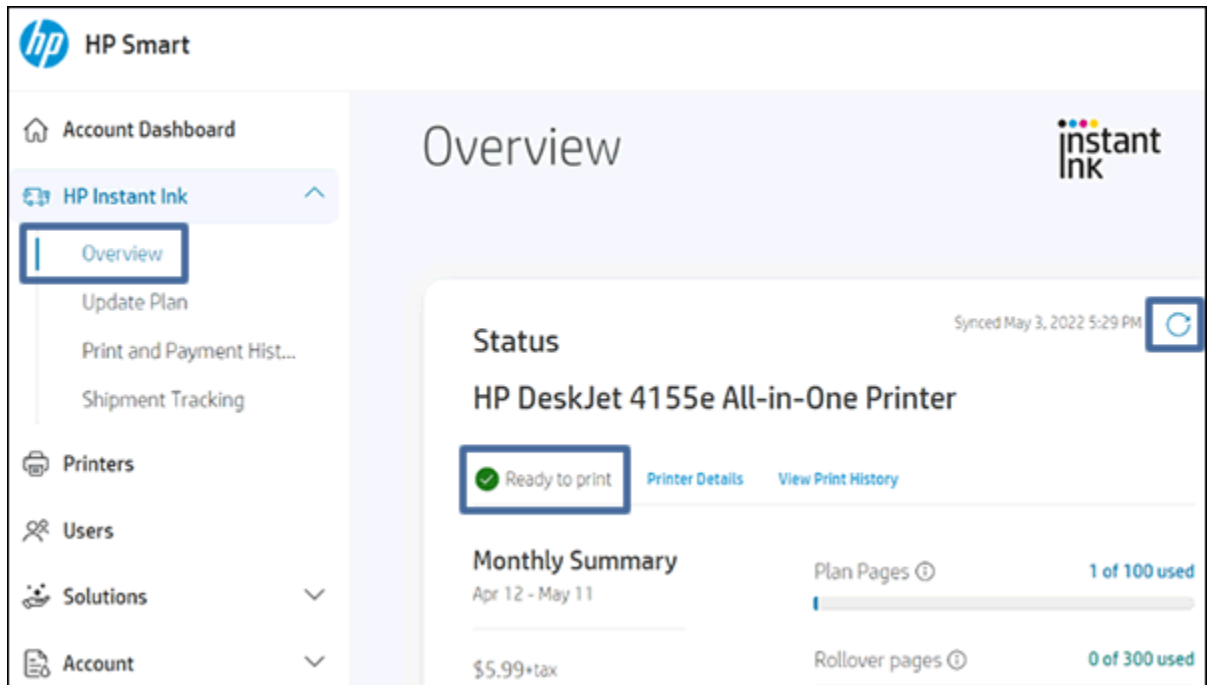 hp HP Smart
Account Dashboard
HP Instant Ink
Overview
Update Plan
Print and Payment Hist...
Shipment Tracking
Printers
Users
Solutions
Account
Overview
instant
ink
Status
Synced May 3, 2022 5:29 PM
HP DeskJet 4155e All-in-One Printer
Ready to print Printer Details View Print History
Monthly Summary
Apr 12 - May 11
$5.99+tax
Plan Pages 1 of 100 used
Rollover pages 0 of 300 used